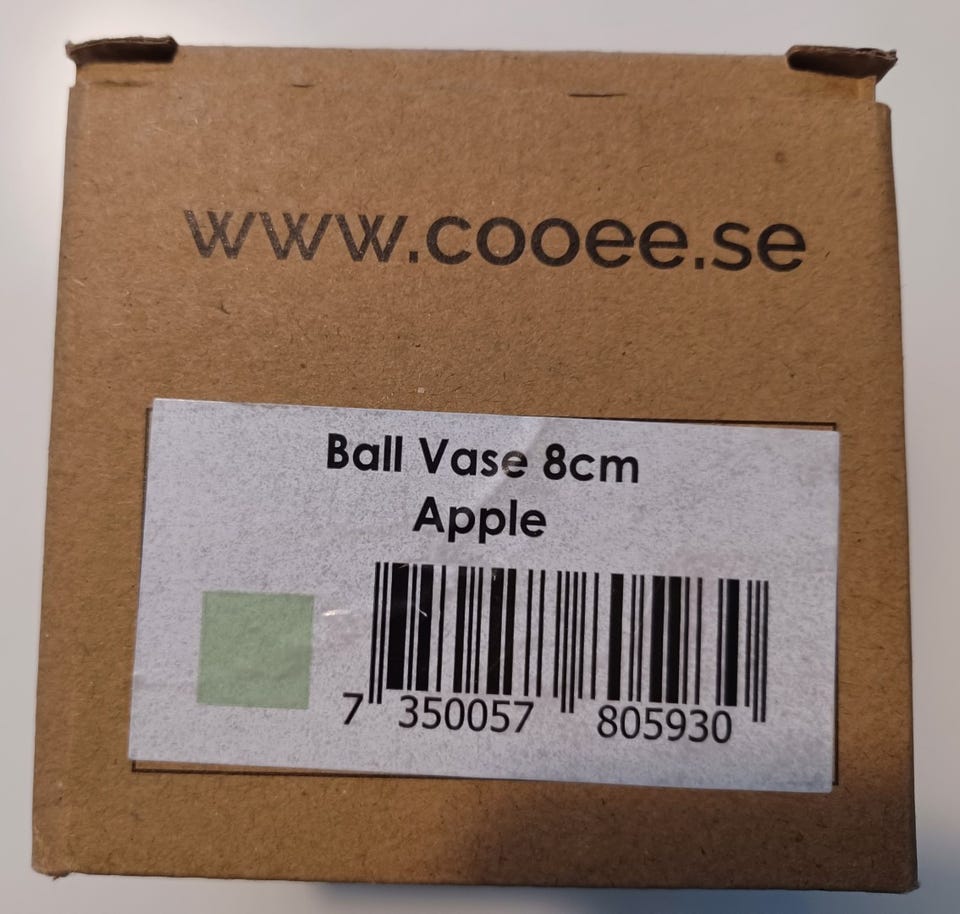 www.cooee.se
Ball Vase 8cm
Apple
7 350057 805930